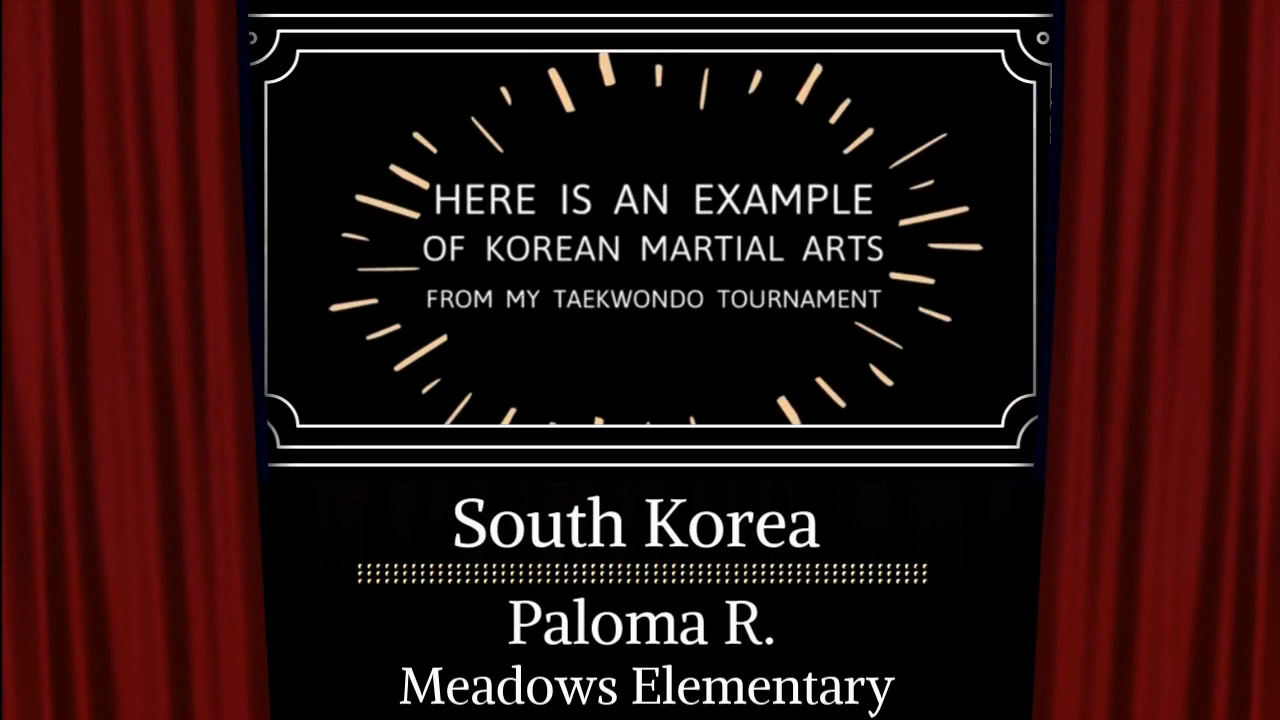 HERE IS AN EXAMPLE
OF KOREAN MARTIAL ARTS
FROM MY TAEKWONDO TOURNAMENT
South Korea
Paloma R.
Meadows Elementary